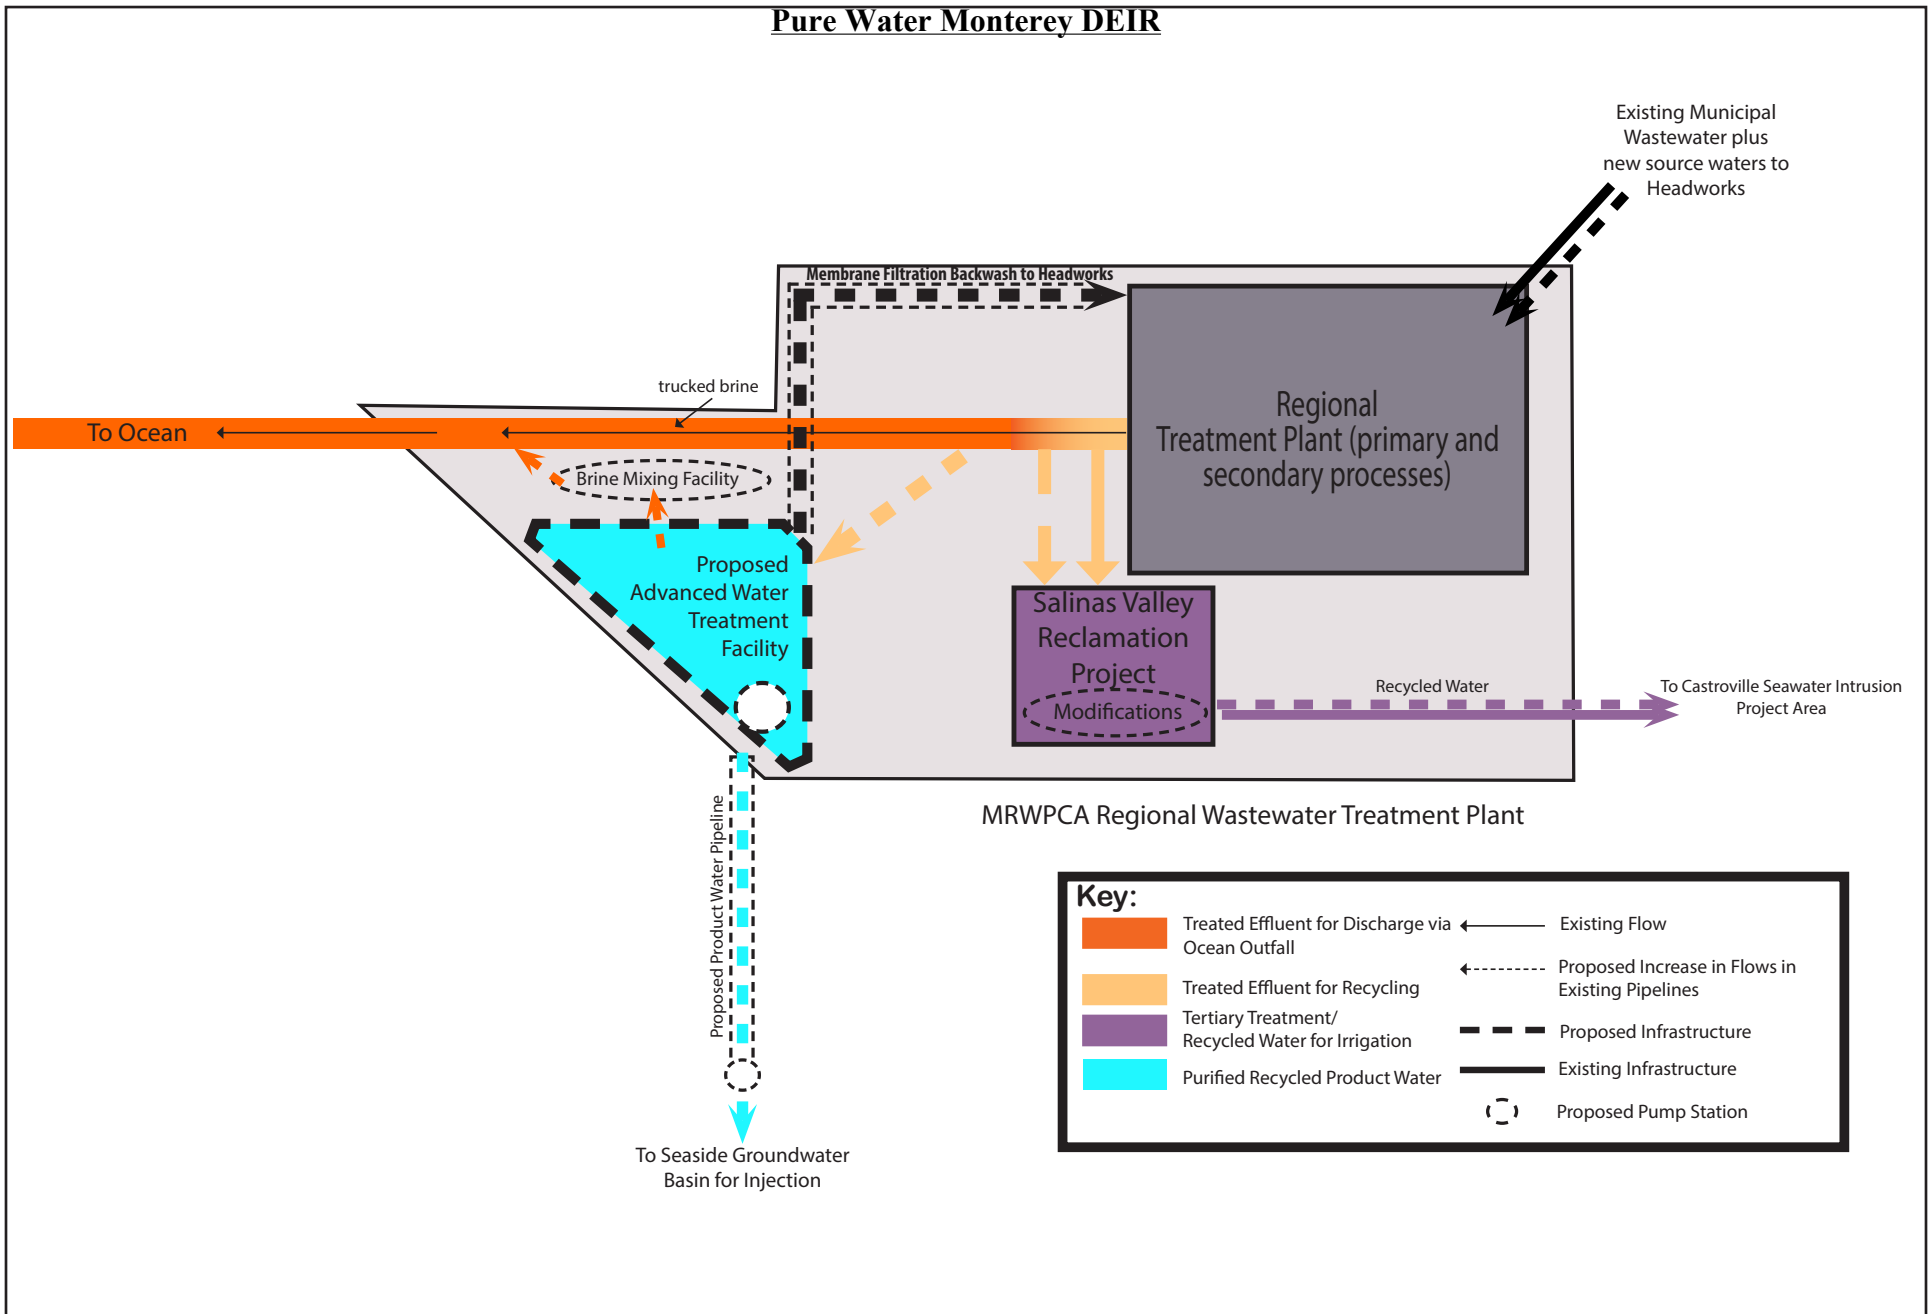 Pure Water Monterey DEIR
Existing Municipal
Wastewater plus
new source waters to
Headworks
Membrane Filtration Backwash to Headworks
trucked brine
To Ocean
Regional
Treatment Plant (primary and
secondary processes)
Brine Mixing Facility
Proposed
Advanced Water
Treatment
Facility
Salinas Valley
Reclamation
Project
Modifications
Recycled Water
To Castroville Seawater Intrusion
Project Area
MRWPCA Regional Wastewater Treatment Plant
Proposed Product Water Pipeline
To Seaside Groundwater
Basin for Injection
Key:
Treated Effluent for Discharge via
Ocean Outfall
Treated Effluent for Recycling
Tertiary Treatment/
Recycled Water for Irrigation
Purified Recycled Product Water
Existing Flow
Proposed Increase in Flows in
Existing Pipelines
Proposed Infrastructure
Existing Infrastructure
Proposed Pump Station